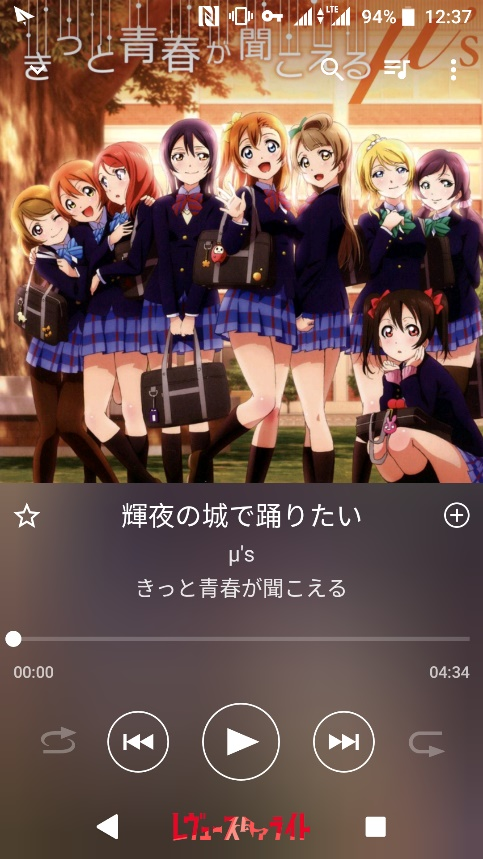 LTE 94% 12:37
きっと青春が聞こえる
μ's
輝夜の城で踊りたい
μ's
きっと青春が聞こえる
00:00 04:34
レヴュースタァライト